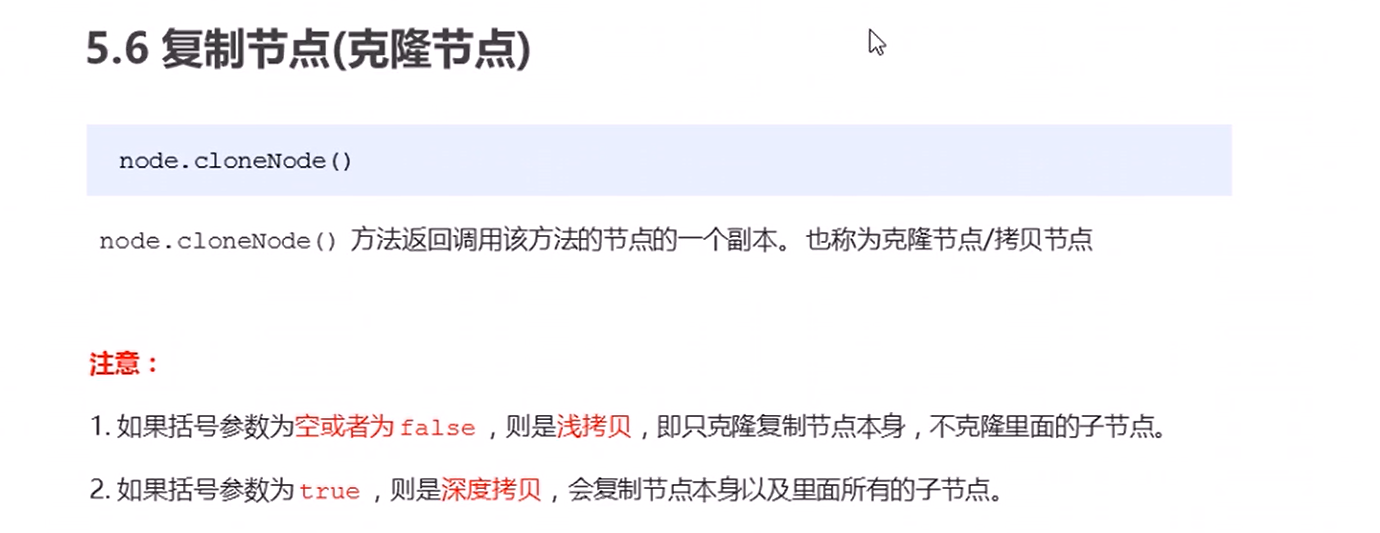 5.6 复制节点(克隆节点)
node.cloneNode()
node.cloneNode() 方法返回调用该方法的节点的一个副本。 也称为克隆节点/拷贝节点
注意：
1. 如果括号参数为空或者为 false ，则是浅拷贝，即只克隆复制节点本身，不克隆里面的子节点。
2. 如果括号参数为 true ，则是深度拷贝，会复制节点本身以及里面所有的子节点。